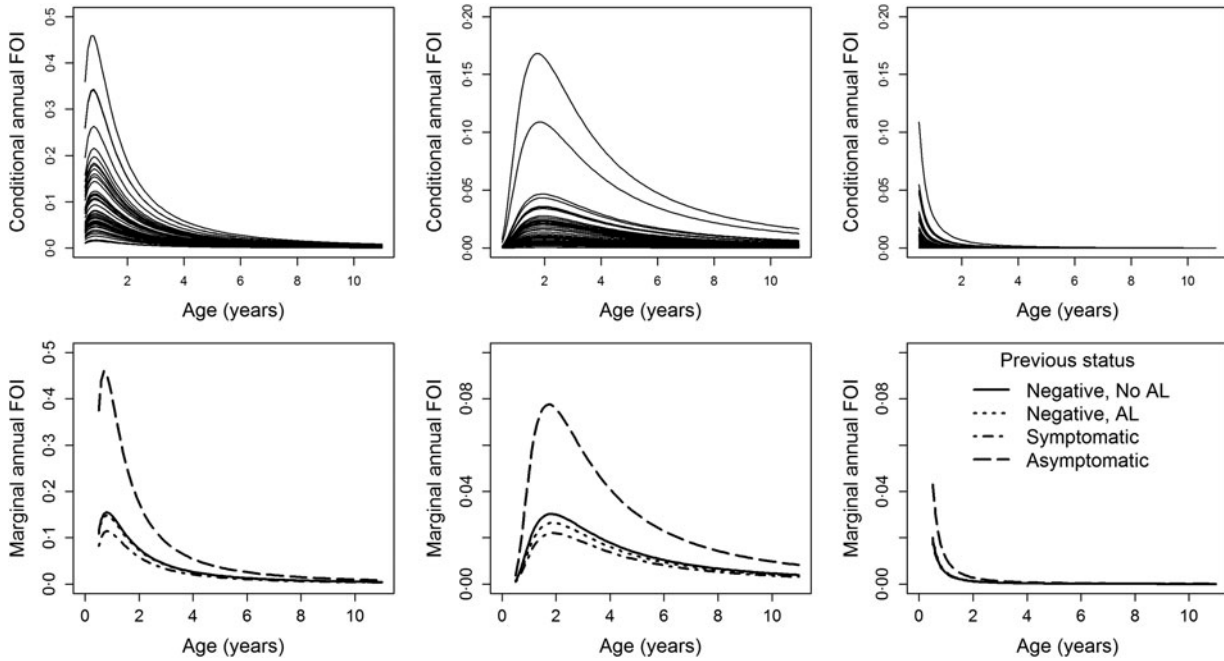 Conditional annual FOI
0·5
0·4
0·3
0·2
0·1
0·0
2 4 6 8 10
Age (years)
Conditional annual FOI
0·20
0·15
0·10
0·05
0·00
2 4 6 8 10
Age (years)
Conditional annual FOI
0·20
0·15
0·10
0·05
0·00
2 4 6 8 10
Age (years)
Marginal annual FOI
0·5
0·4
0·3
0·2
0·1
0·0
0 2 4 6 8 10
Age (years)
Marginal annual FOI
0·08
0·04
0·00
0 2 4 6 8 10
Age (years)
Marginal annual FOI
0·08
0·04
0·00
Previous status
Negative, No AL
Negative, AL
Symptomatic
Asymptomatic
0 2 4 6 8 10
Age (years)